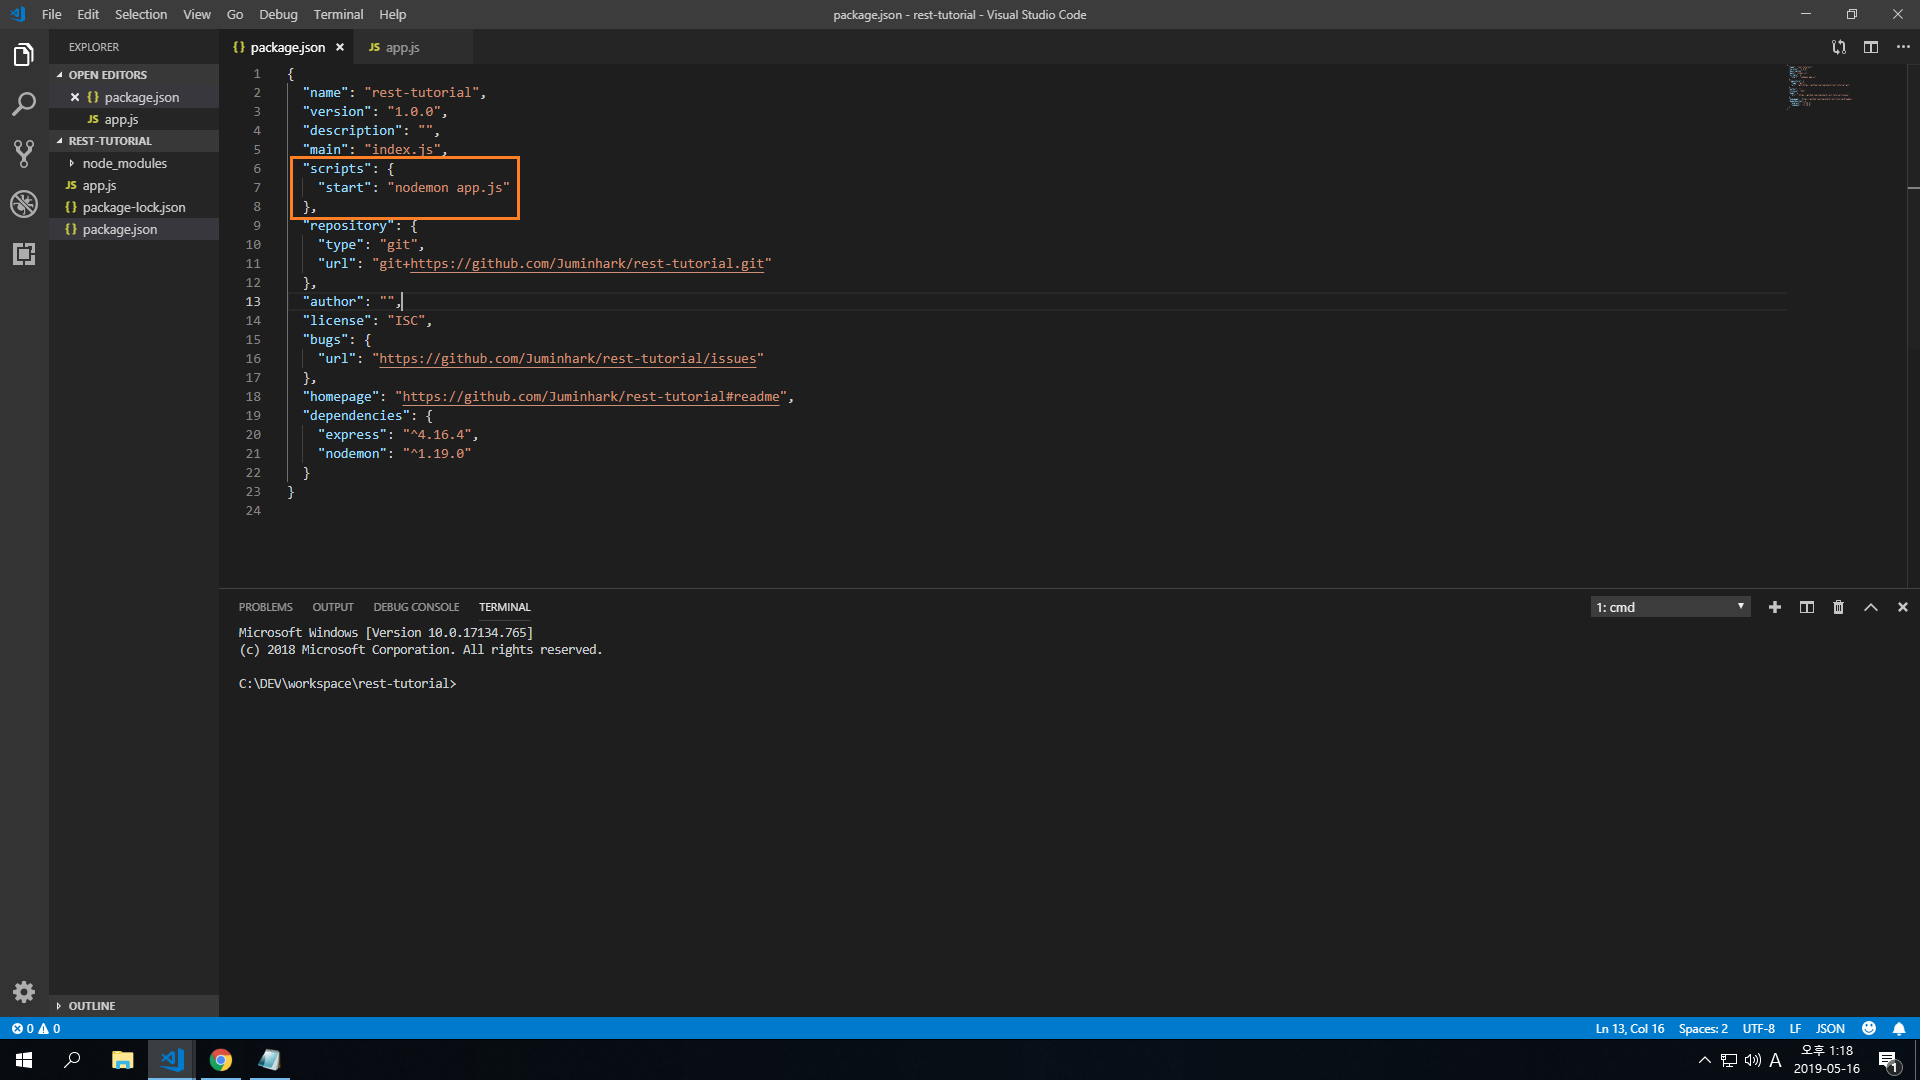 File Edit Selection View Go Debug Terminal Help
package.json - rest-tutorial - Visual Studio Code
EXPLORER
OPEN EDITORS
{} package.json
JS app.js
REST-TUTORIAL
node_modules
JS app.js
{} package-lock.json
{} package.json
OUTLINE
{} package.json
JS app.js
1 {
2 "name": "rest-tutorial",
3 "version": "1.0.0",
4 "description": "",
5 "main": "index.js",
6 "scripts": {
7 "start": "nodemon app.js"
8 },
9 "repository": {
10 "type": "git",
11 "url": "git+https://github.com/Juminhark/rest-tutorial.git"
12 },
13 "author": "",
14 "license": "ISC",
15 "bugs": {
16 "url": "https://github.com/Juminhark/rest-tutorial/issues"
17 },
18 "homepage": "https://github.com/Juminhark/rest-tutorial#readme",
19 "dependencies": {
20 "express": "^4.16.4",
21 "nodemon": "^1.19.0"
22 }
23 }
24
PROBLEMS OUTPUT DEBUG CONSOLE TERMINAL
1: cmd
Microsoft Windows [Version 10.0.17134.765]
(c) 2018 Microsoft Corporation. All rights reserved.
C:\DEV\workspace\rest-tutorial>
0 0
Ln 13, Col 16 Spaces: 2 UTF-8 LF JSON
A
오후 1:18
2019-05-16
1